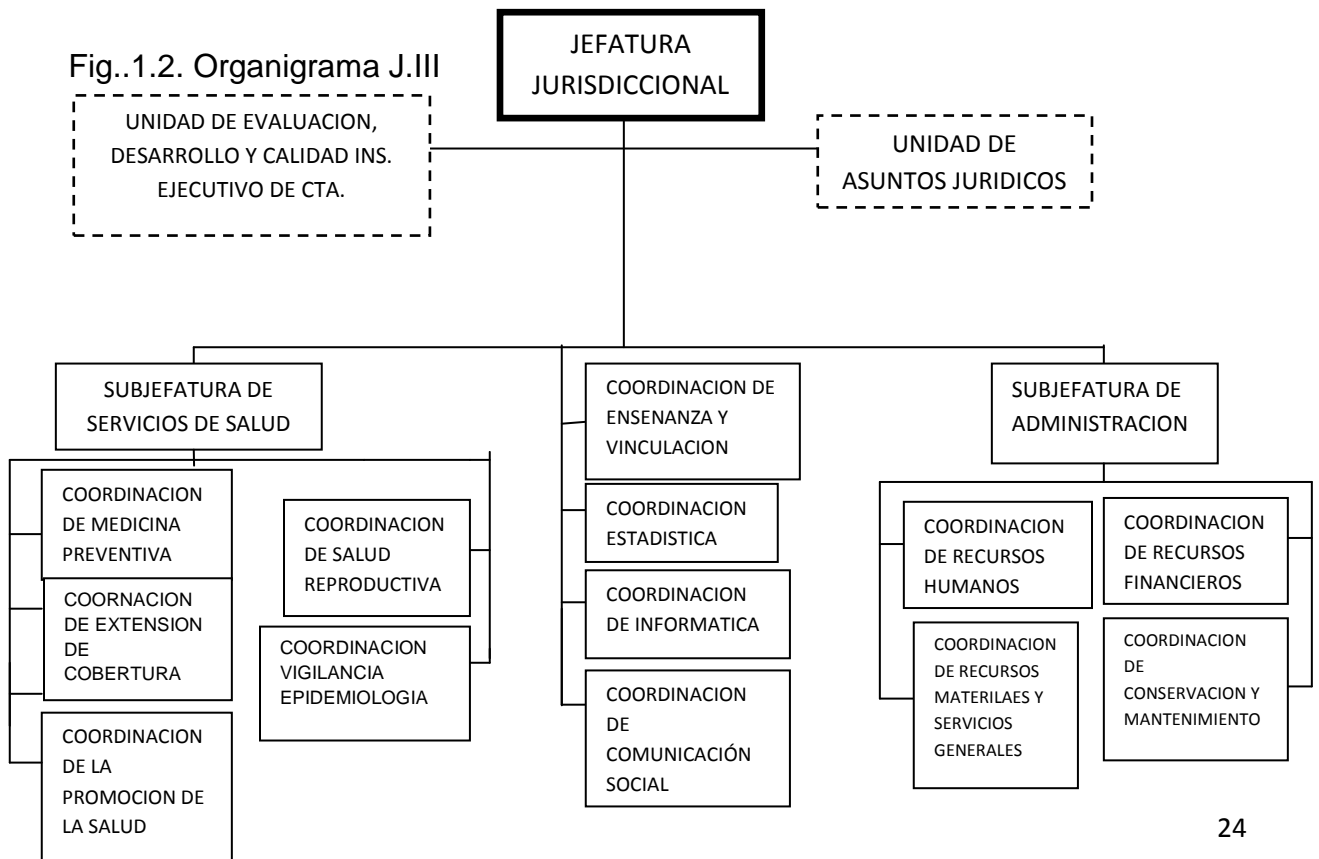 Fig..1.2. Organigrama J.III
JEFATURA
JURISDICCIONAL
UNIDAD DE EVALUACION,
DESARROLLO Y CALIDAD INS.
EJECUTIVO DE CTA.
UNIDAD DE
ASUNTOS JURIDICOS
SUBJEFATURA DE
SERVICIOS DE SALUD
COORDINACION
DE MEDICINA
PREVENTIVA
COORNACION
DE EXTENSION
DE
COBERTURA
COORDINACION
DE LA
PROMOCION DE
LA SALUD
COORDINACION
DE SALUD
REPRODUCTIVA
COORDINACION
VIGILANCIA
EPIDEMIOLOGIA
COORDINACION DE
ENSENANZA Y
VINCULACION
COORDINACION
ESTADISTICA
COORDINACION
DE INFORMATICA
COORDINACION
DE
COMUNICACIÓN
SOCIAL
SUBJEFATURA DE
ADMINISTRACION
COORDINACION
DE RECURSOS
HUMANOS
COORDINACION
DE RECURSOS
MATERILAES Y
SERVICIOS
GENERALES
COORDINACION
DE RECURSOS
FINANCIEROS
COORDINACION
DE
CONSERVACION Y
MANTENIMIENTO
24